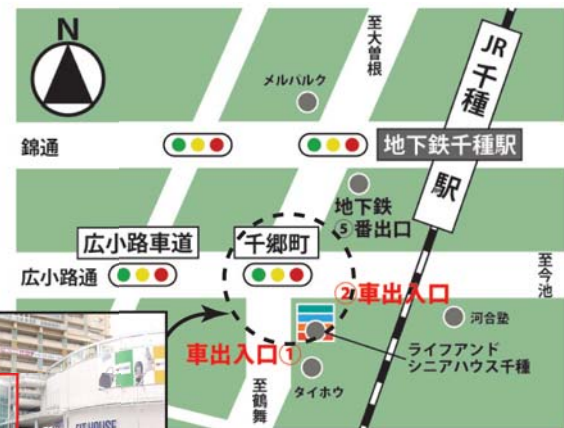 N
至大曽根
JR千種駅
メルパルク
錦通
地下鉄千種駅
地下鉄
⑤番出口
広小路車道
千郷町
広小路通
至今池
②車出入口
河合塾
車出入口①
ライフアンド
シニアハウス千種
タイホウ
至鶴舞
FIT HOUSE